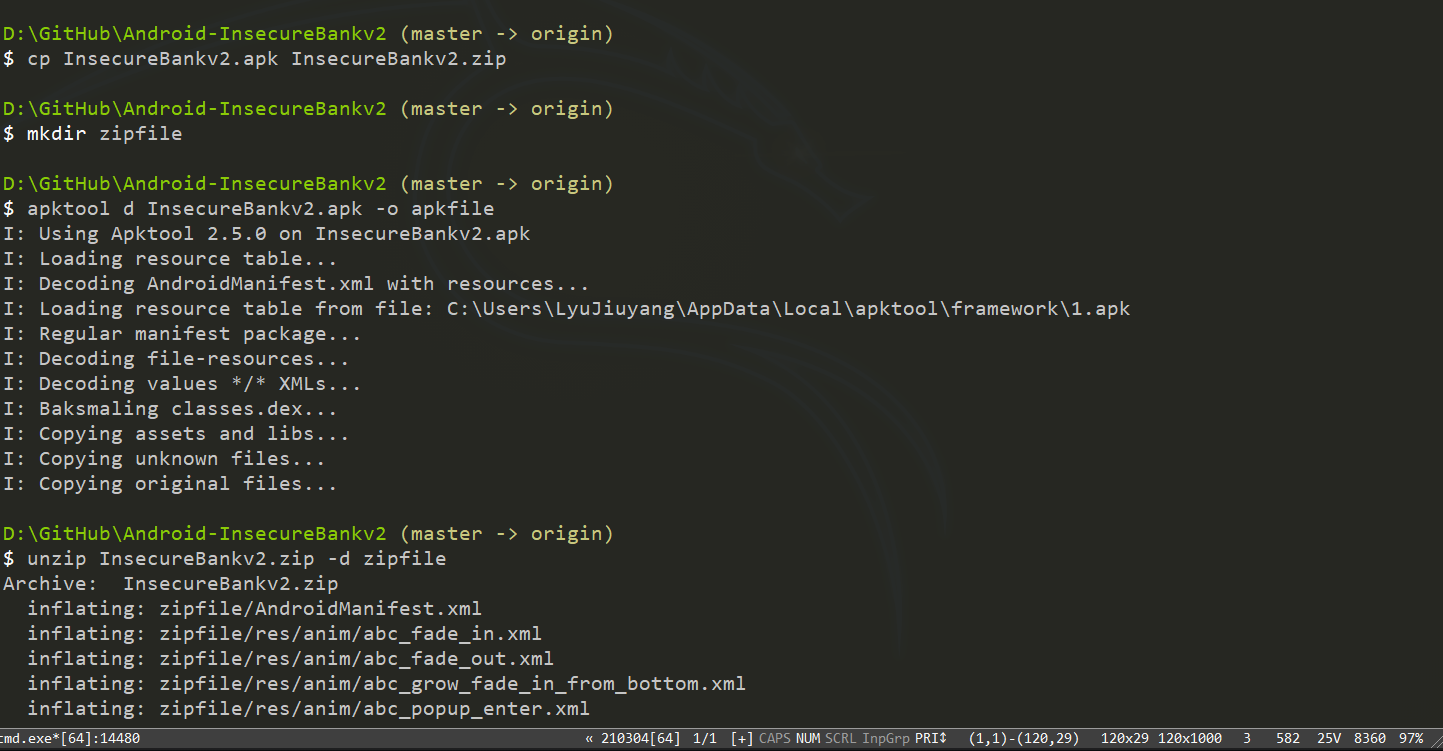 D:\GitHub\Android-InsecureBankv2 (master -> origin)
$ cp InsecureBankv2.apk InsecureBankv2.zip
D:\GitHub\Android-InsecureBankv2 (master -> origin)
$ mkdir zipfile
D:\GitHub\Android-InsecureBankv2 (master -> origin)
$ apktool d InsecureBankv2.apk -o apkfile
I: Using Apktool 2.5.0 on InsecureBankv2.apk
I: Loading resource table...
I: Decoding AndroidManifest.xml with resources...
I: Loading resource table from file: C:\Users\LyuJiuyang\AppData\Local\apktool\framework\1.apk
I: Regular manifest package...
I: Decoding file-resources...
I: Decoding values */* XMLs...
I: Baksmaling classes.dex...
I: Copying assets and libs...
I: Copying unknown files...
I: Copying original files...
D:\GitHub\Android-InsecureBankv2 (master -> origin)
$ unzip InsecureBankv2.zip -d zipfile
Archive:  InsecureBankv2.zip
  inflating: zipfile/AndroidManifest.xml
  inflating: zipfile/res/anim/abc_fade_in.xml
  inflating: zipfile/res/anim/abc_fade_out.xml
  inflating: zipfile/res/anim/abc_grow_fade_in_from_bottom.xml
  inflating: zipfile/res/anim/abc_popup_enter.xml
cmd.exe*[64]:14480 « 210304[64] 1/1 [+] CAPS NUM SCRL InpGrp PRI↕ (1,1)-(120,29) 120x29 120x1000 3 582 25V 8360 97%